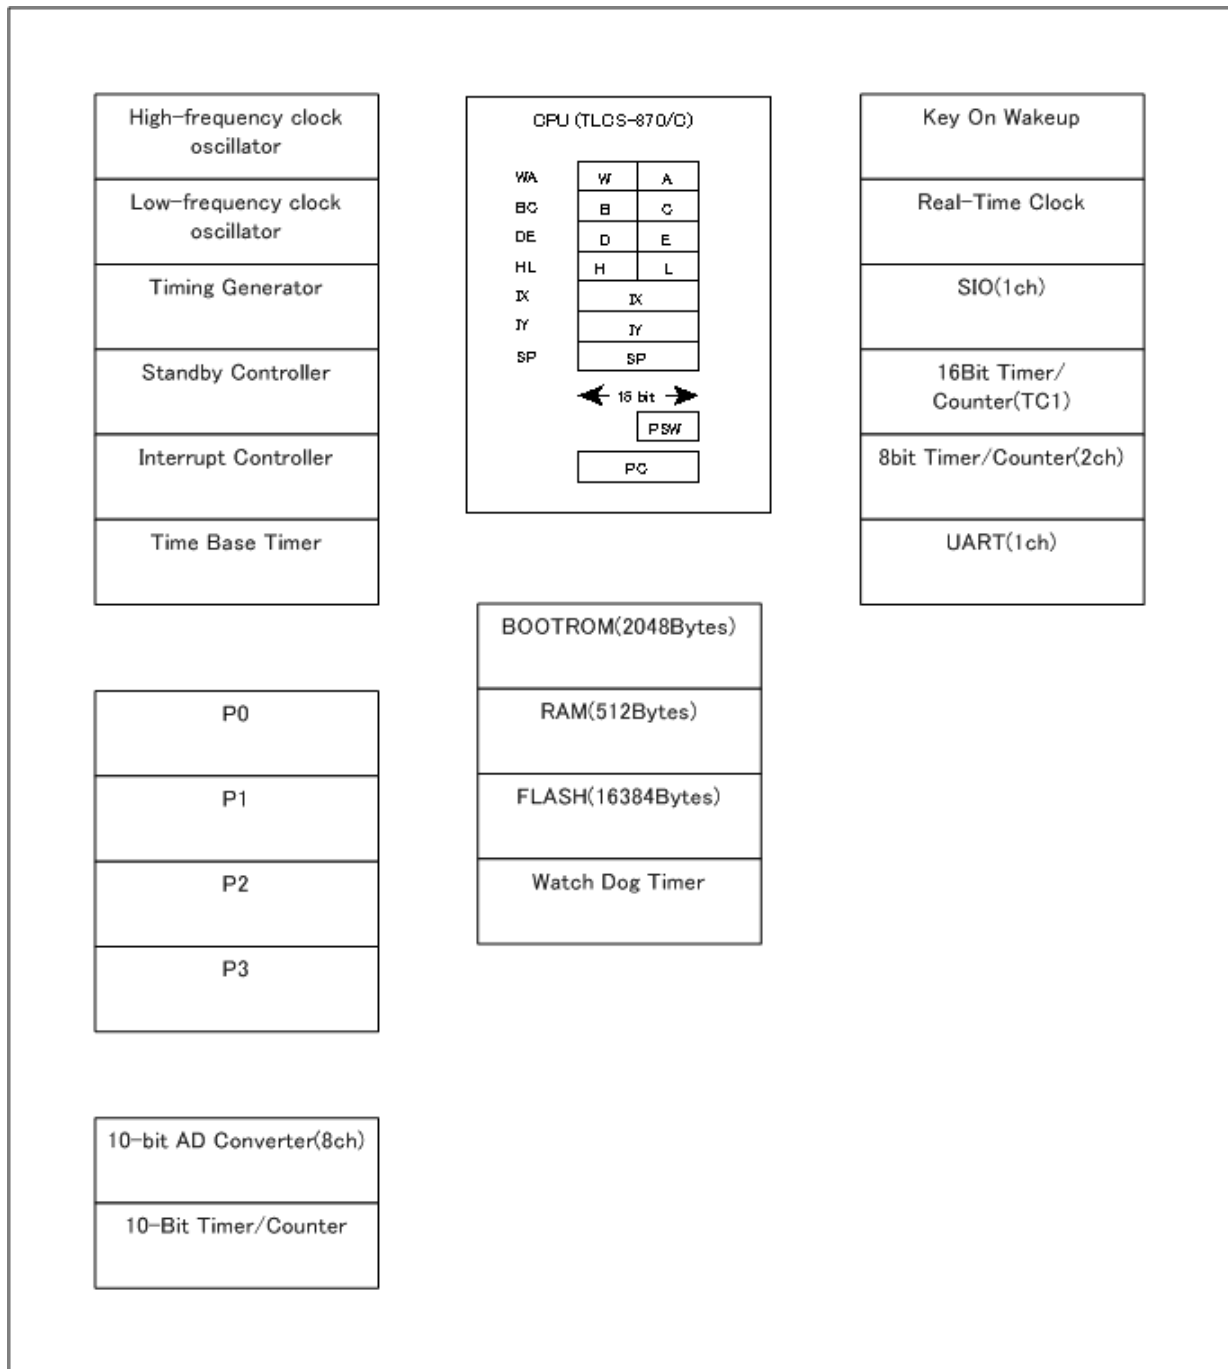 High-frequency clock
oscillator
Low-frequency clock
oscillator
Timing Generator
Standby Controller
Interrupt Controller
Time Base Timer
P0
P1
P2
P3
10-bit AD Converter(8ch)
10-Bit Timer/Counter
CPU (TLCS-870/C)
WA W A
BC B C
DE D E
HL H L
IX IX
IY IY
SP SP
16 bit
PSW
PC
BOOTROM(2048Bytes)
RAM(512Bytes)
FLASH(16384Bytes)
Watch Dog Timer
Key On Wakeup
Real-Time Clock
SIO(1ch)
16Bit Timer/
Counter(TC1)
8bit Timer/Counter(2ch)
UART(1ch)